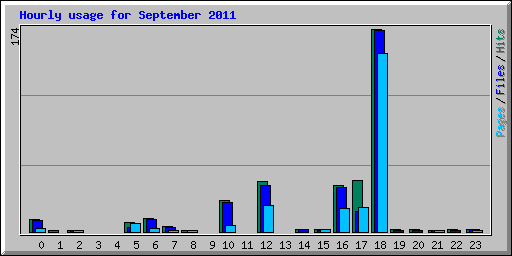 Hourly usage for September 2011
174
Pages/Files/Hits
0 1 2 3 4 5 6 7 8 9 10 11 12 13 14 15 16 17 18 19 20 21 22 23